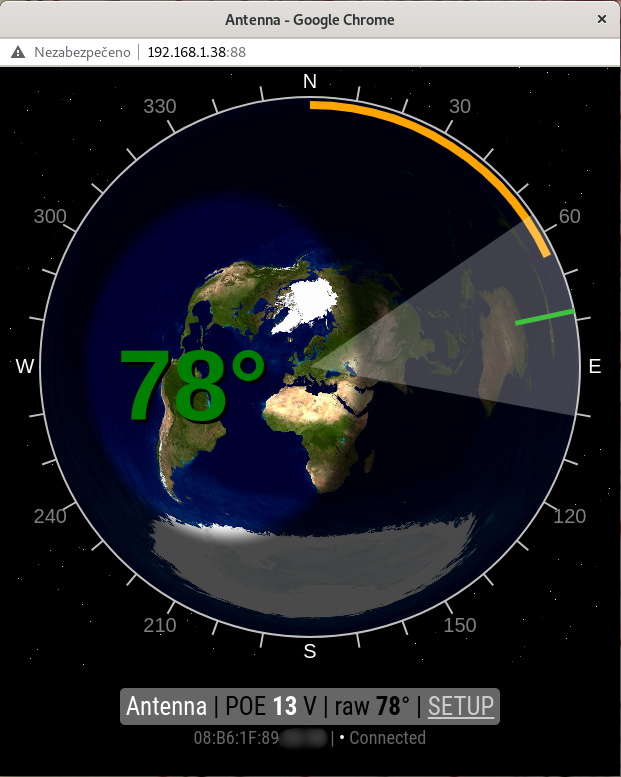 Antenna - Google Chrome ×
Nezabezpečeno 192.168.1.38:88
N
330 30
300 60
W E
78°
240 120
210 150
S
Antenna | POE 13 V | raw 78° | SETUP
08:B6:1F:89 | • Connected